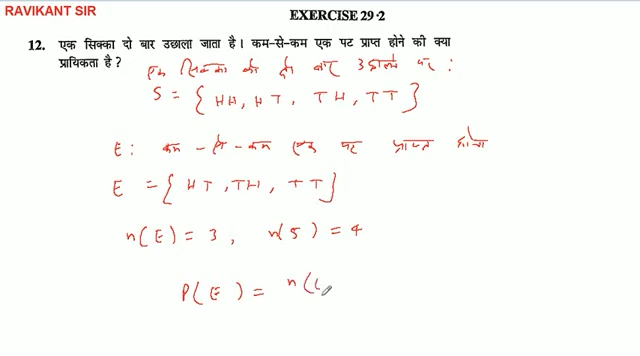 RAVIKANT SIR
EXERCISE 29·2
12. एक सिक्का दो बार उछाला जाता है। कम-से-कम एक पट प्राप्त होने की क्या
प्रायिकता है?
एक सिक्का को दो बार उछालने पर :
S = { HH, HT, TH, TT }
E : कम-से-कम एक पट प्राप्त होना
E = { HT, TH, TT }
n(E) = 3, n(S) = 4
P(E) = n(